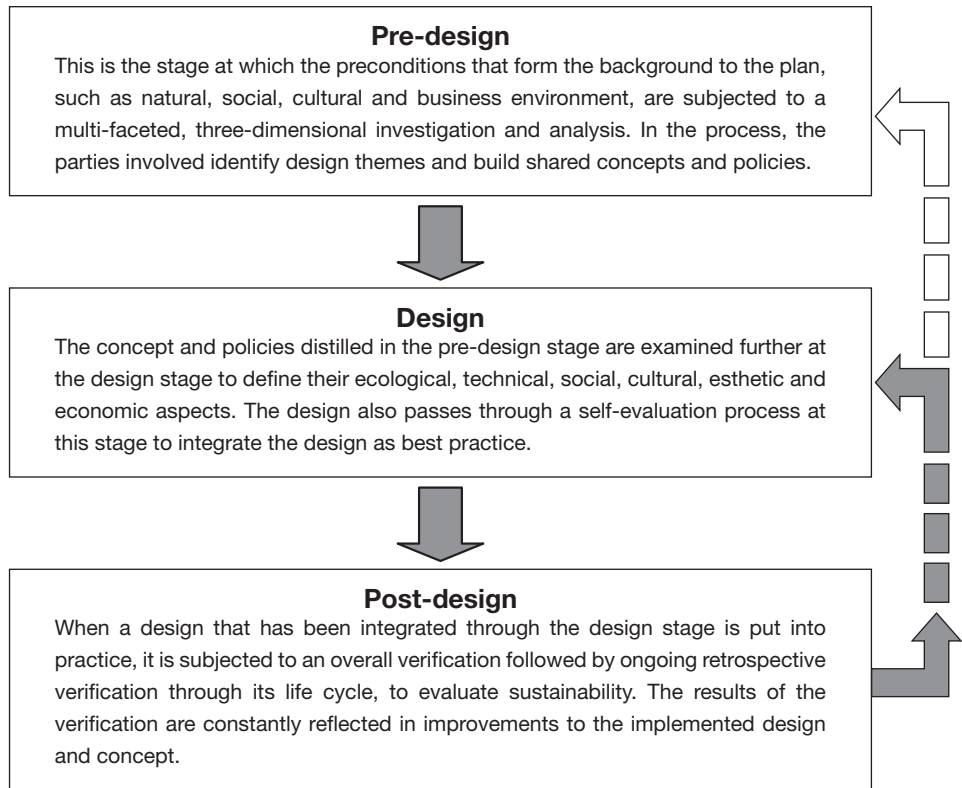 Pre-design
This is the stage at which the preconditions that form the background to the plan,
such as natural, social, cultural and business environment, are subjected to a
multi-faceted, three-dimensional investigation and analysis. In the process, the
parties involved identify design themes and build shared concepts and policies.
Design
The concept and policies distilled in the pre-design stage are examined further at
the design stage to define their ecological, technical, social, cultural, esthetic and
economic aspects. The design also passes through a self-evaluation process at
this stage to integrate the design as best practice.
Post-design
When a design that has been integrated through the design stage is put into
practice, it is subjected to an overall verification followed by ongoing retrospective
verification through its life cycle, to evaluate sustainability. The results of the
verification are constantly reflected in improvements to the implemented design
and concept.